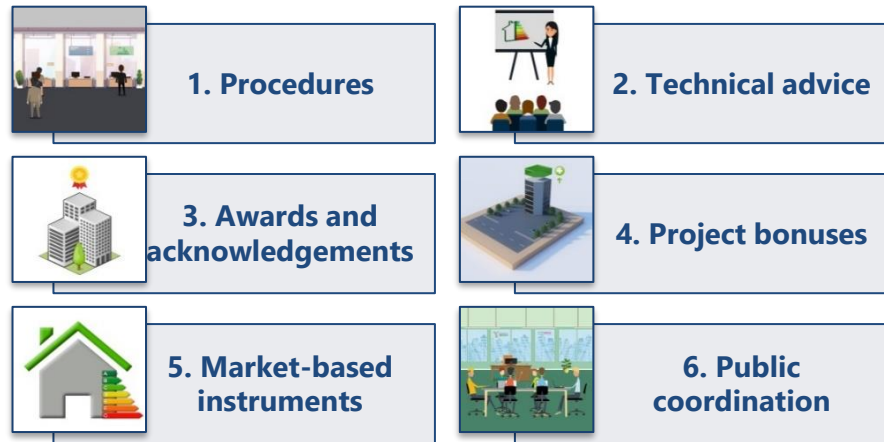 1. Procedures
2. Technical advice
3. Awards and
acknowledgements
4. Project bonuses
5. Market-based
instruments
6. Public
coordination